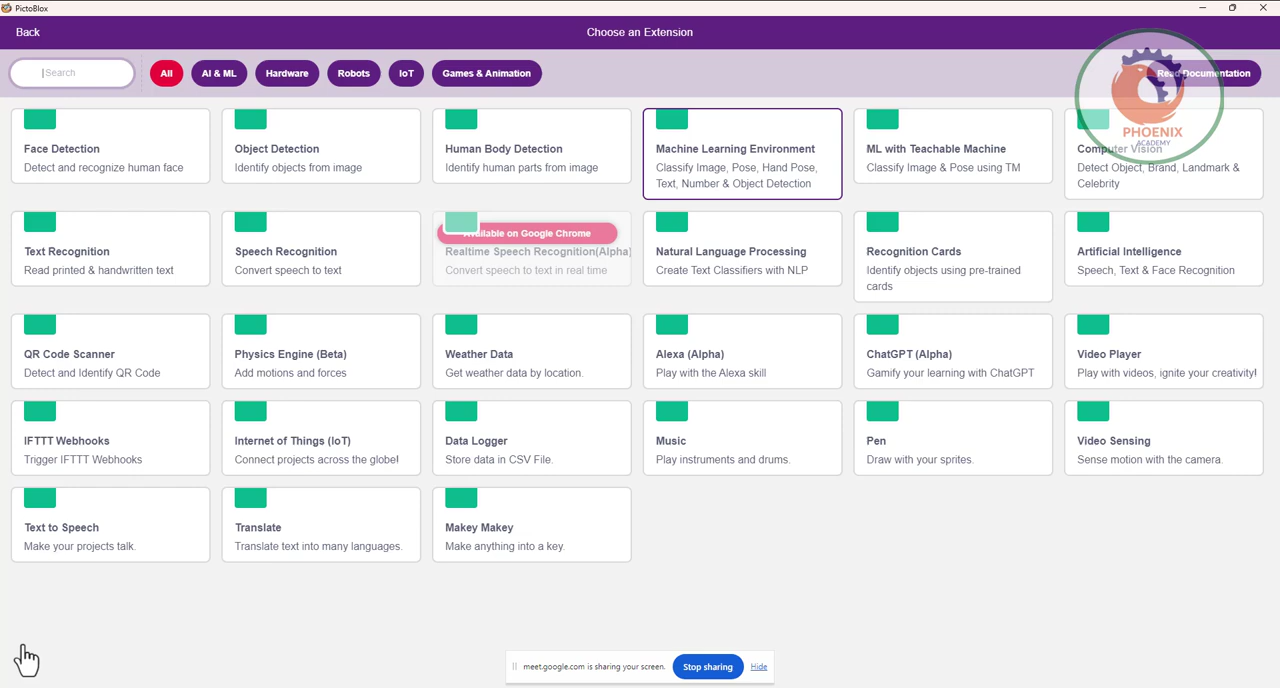 PictoBlox
Back
Choose an Extension
Search
All
AI & ML
Hardware
Robots
IoT
Games & Animation
Read Documentation
PHOENIX
ACADEMY
Face Detection
Detect and recognize human face
Object Detection
Identify objects from image
Human Body Detection
Identify human parts from image
Machine Learning Environment
Classify Image, Pose, Hand Pose,
Text, Number & Object Detection
ML with Teachable Machine
Classify Image & Pose using TM
Computer Vision
Detect Object, Brand, Landmark &
Celebrity
Text Recognition
Read printed & handwritten text
Speech Recognition
Convert speech to text
Available on Google Chrome
Realtime Speech Recognition(Alpha)
Convert speech to text in real time
Natural Language Processing
Create Text Classifiers with NLP
Recognition Cards
Identify objects using pre-trained
cards
Artificial Intelligence
Speech, Text & Face Recognition
QR Code Scanner
Detect and Identify QR Code
Physics Engine (Beta)
Add motions and forces
Weather Data
Get weather data by location.
Alexa (Alpha)
Play with the Alexa skill
ChatGPT (Alpha)
Gamify your learning with ChatGPT
Video Player
Play with videos, ignite your creativity!
IFTTT Webhooks
Trigger IFTTT Webhooks
Internet of Things (IoT)
Connect projects across the globe!
Data Logger
Store data in CSV File.
Music
Play instruments and drums.
Pen
Draw with your sprites.
Video Sensing
Sense motion with the camera.
Text to Speech
Make your projects talk.
Translate
Translate text into many languages.
Makey Makey
Make anything into a key.
meet.google.com is sharing your screen.
Stop sharing
Hide